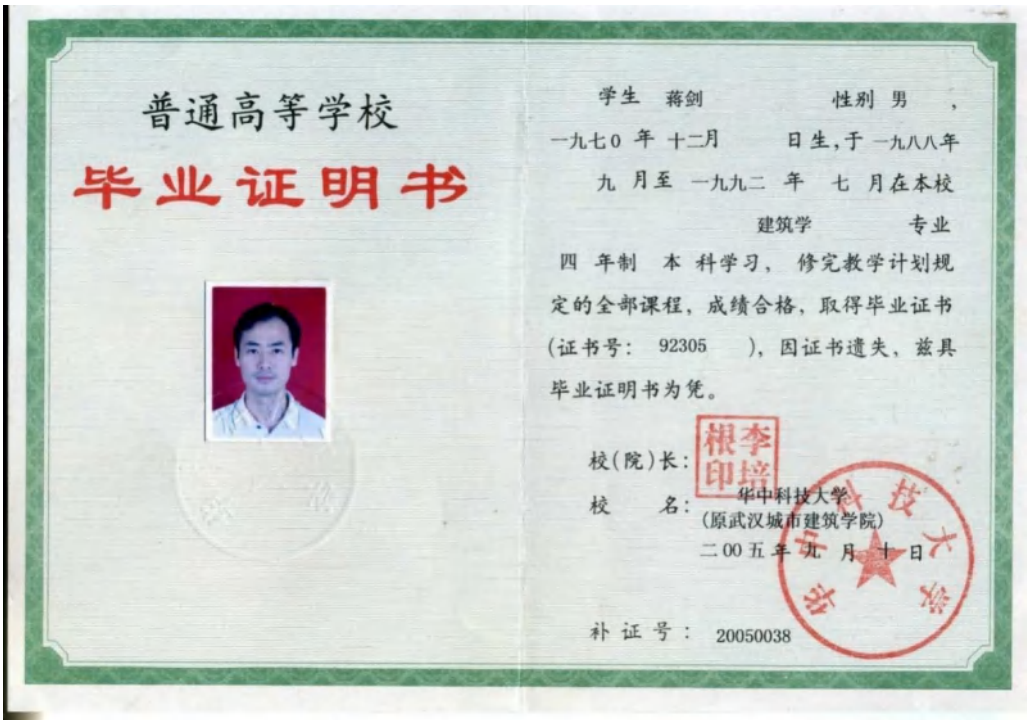 普通高等学校
毕业证明书
学生 蒋剑 性别 男 ，
一九七0 年 十二月 日生，于 一九八八年
九 月至 一九九二 年 七 月在本校
建筑学 专业
四 年制 本 科学习， 修完教学计划规
定的全部课程，成绩合格，取得毕业证书
(证书号： 92305 )，因证书遗失，兹具
毕业证明书为凭。
校(院)长：
李培根印
校 名： 华中科技大学
(原武汉城市建筑学院)
二00五年 九 月 十 日
华中科技大学
补 证 号 ： 20050038